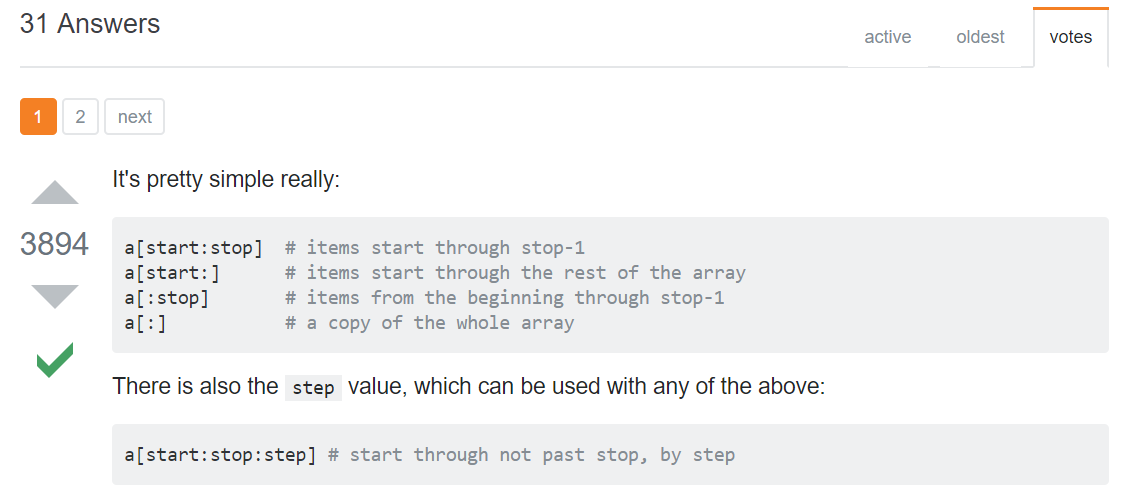 31 Answers
active oldest votes
1 2 next
It's pretty simple really:
3894
a[start:stop]  # items start through stop-1
a[start:]      # items start through the rest of the array
a[:stop]       # items from the beginning through stop-1
a[:]           # a copy of the whole array
There is also the step value, which can be used with any of the above:
a[start:stop:step] # start through not past stop, by step